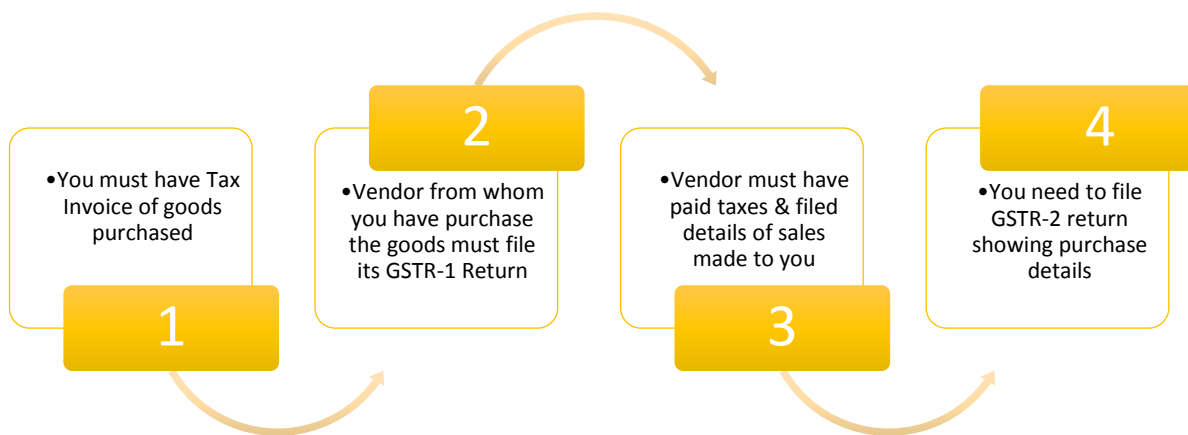 •You must have Tax
Invoice of goods
purchased
1
2
•Vendor from whom
you have purchase
the goods must file
its GSTR-1 Return
•Vendor must have
paid taxes & filed
details of sales
made to you
3
4
•You need to file
GSTR-2 return
showing purchase
details